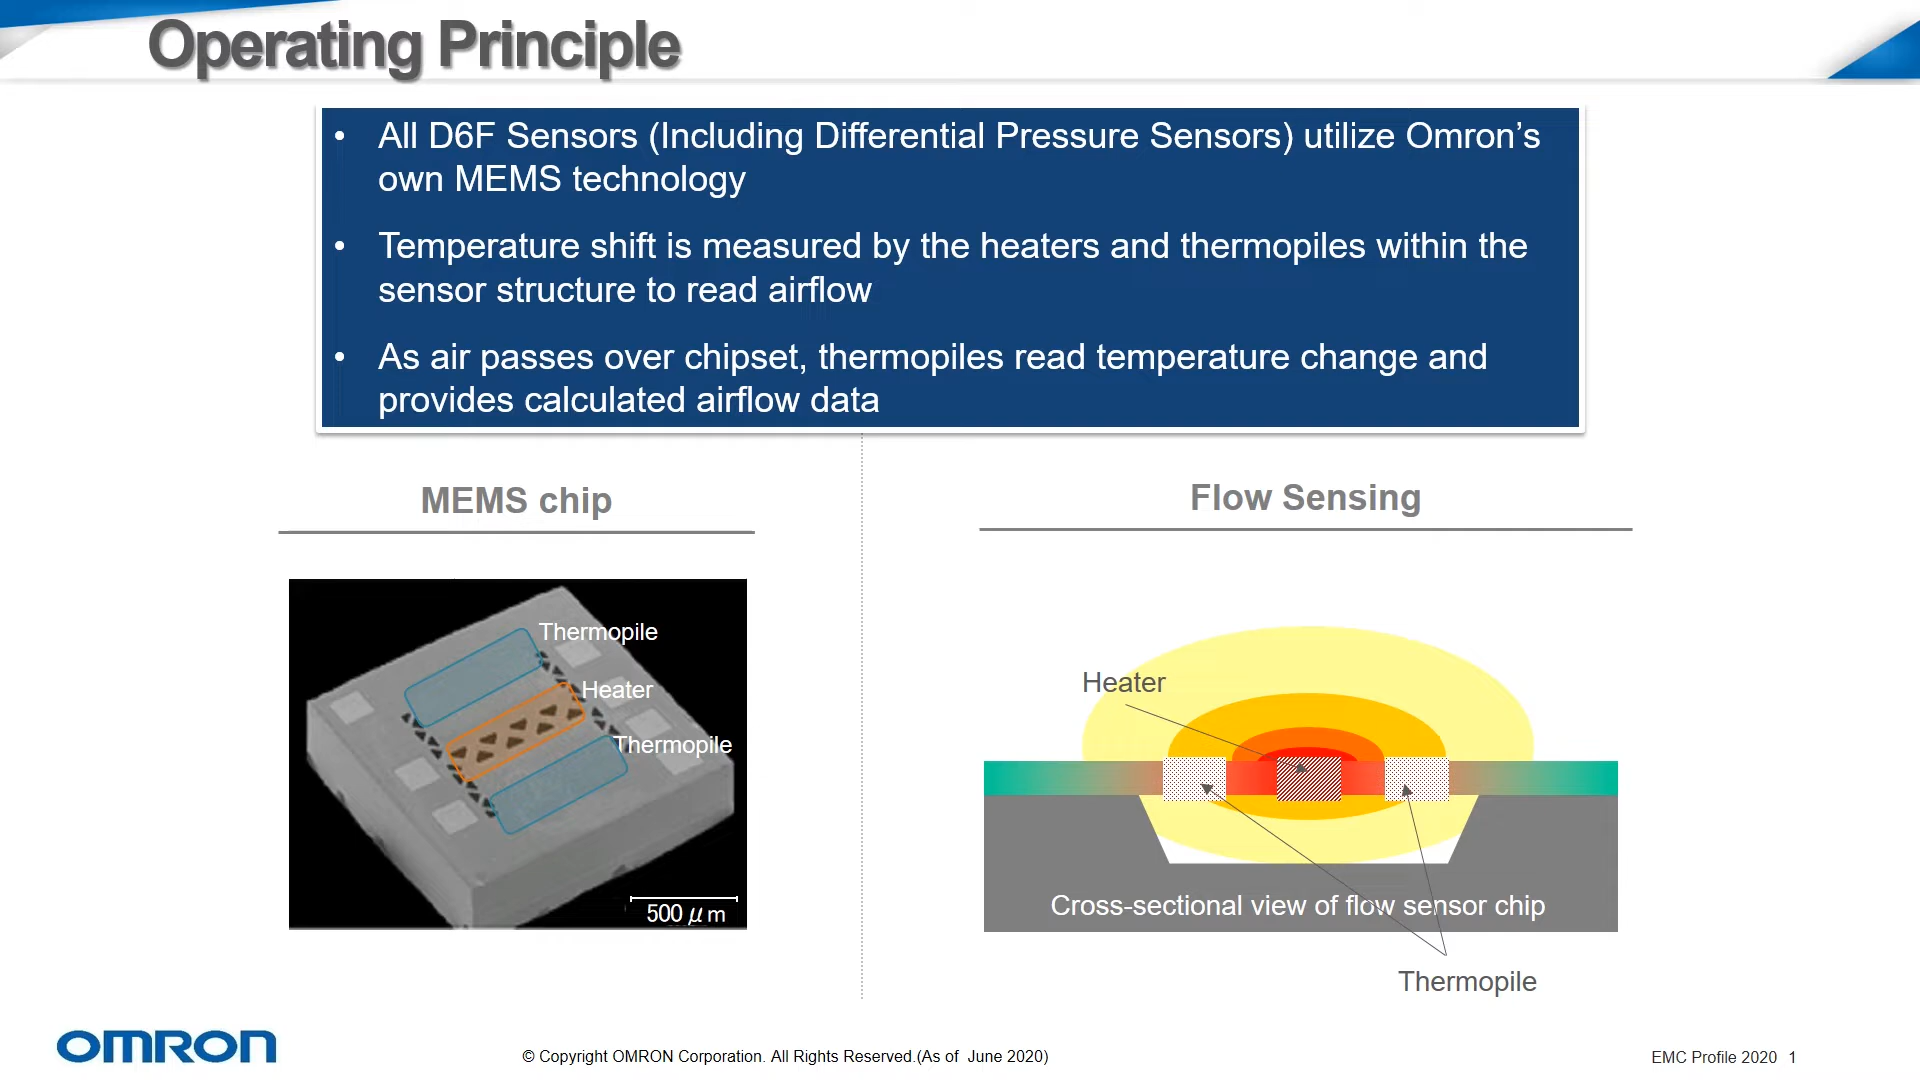 Operating Principle
• All D6F Sensors (Including Differential Pressure Sensors) utilize Omron’s
own MEMS technology
• Temperature shift is measured by the heaters and thermopiles within the
sensor structure to read airflow
• As air passes over chipset, thermopiles read temperature change and
provides calculated airflow data
MEMS chip
Thermopile
Heater
Thermopile
500 μm
Flow Sensing
Heater
Cross-sectional view of flow sensor chip
Thermopile
OMRON
© Copyright OMRON Corporation. All Rights Reserved.(As of June 2020)
EMC Profile 2020 1